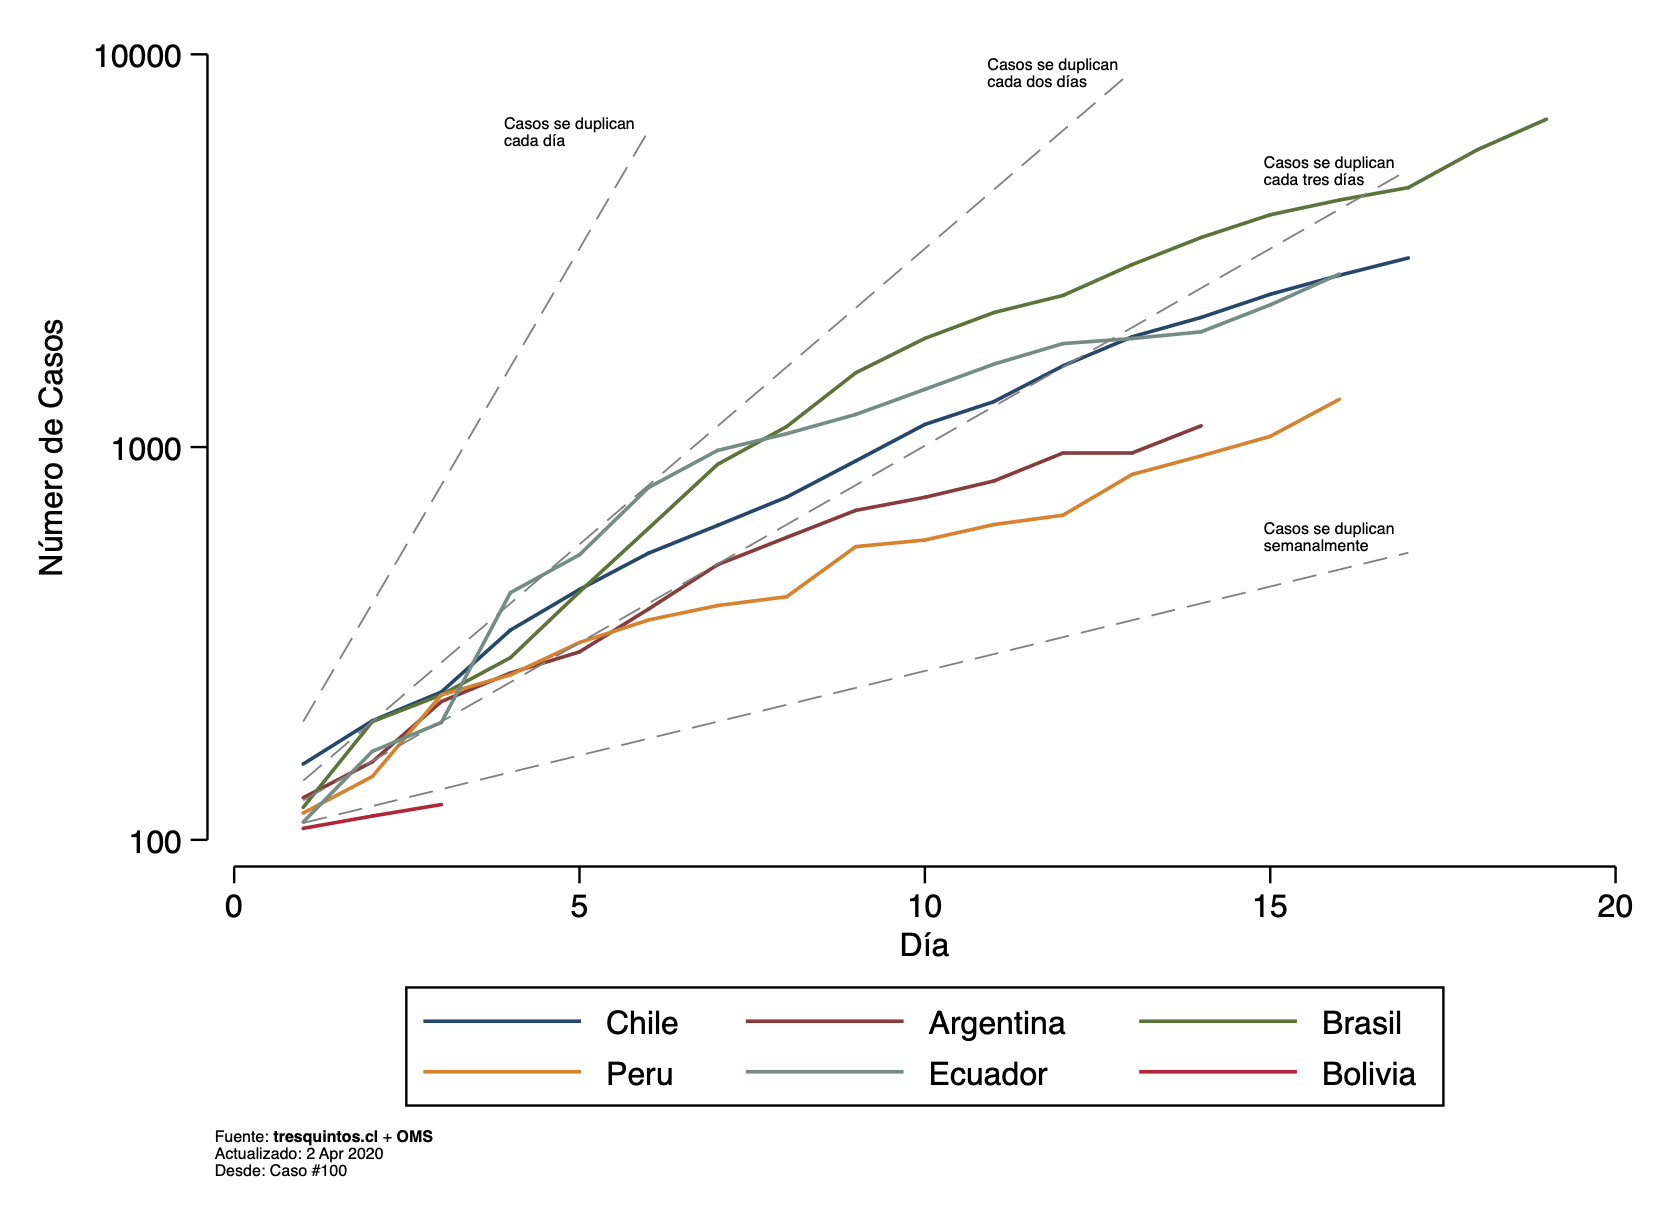 10000
Casos se duplican
cada dos días
Casos se duplican
cada día
Casos se duplican
cada tres días
Número de Casos
1000
Casos se duplican
semanalmente
100
0 5 10 15 20
Día
Chile Argentina Brasil
Peru Ecuador Bolivia
Fuente: tresquintos.cl + OMS
Actualizado: 2 Apr 2020
Desde: Caso #100